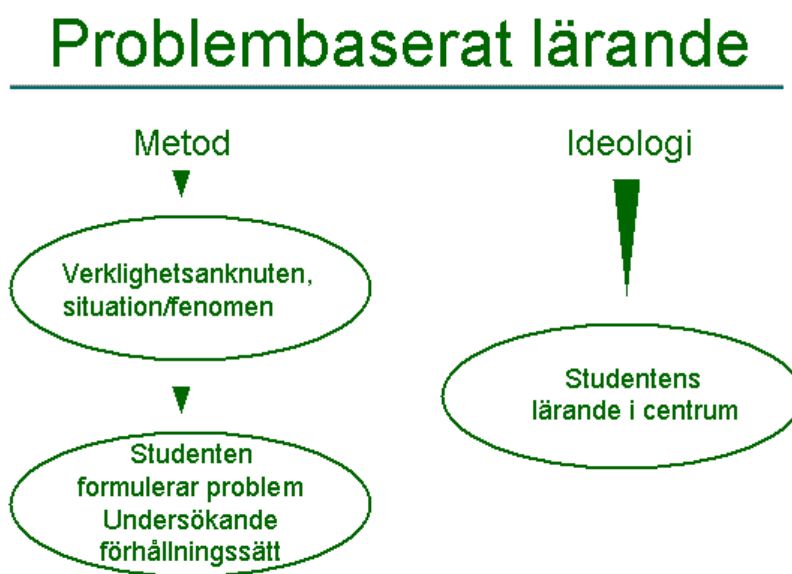 Problembaserat lärande
Metod
Verklighetsanknuten,
situation/fenomen
Studenten
formulerar problem
Undersökande
förhållningssätt
Ideologi
Studentens
lärande i centrum